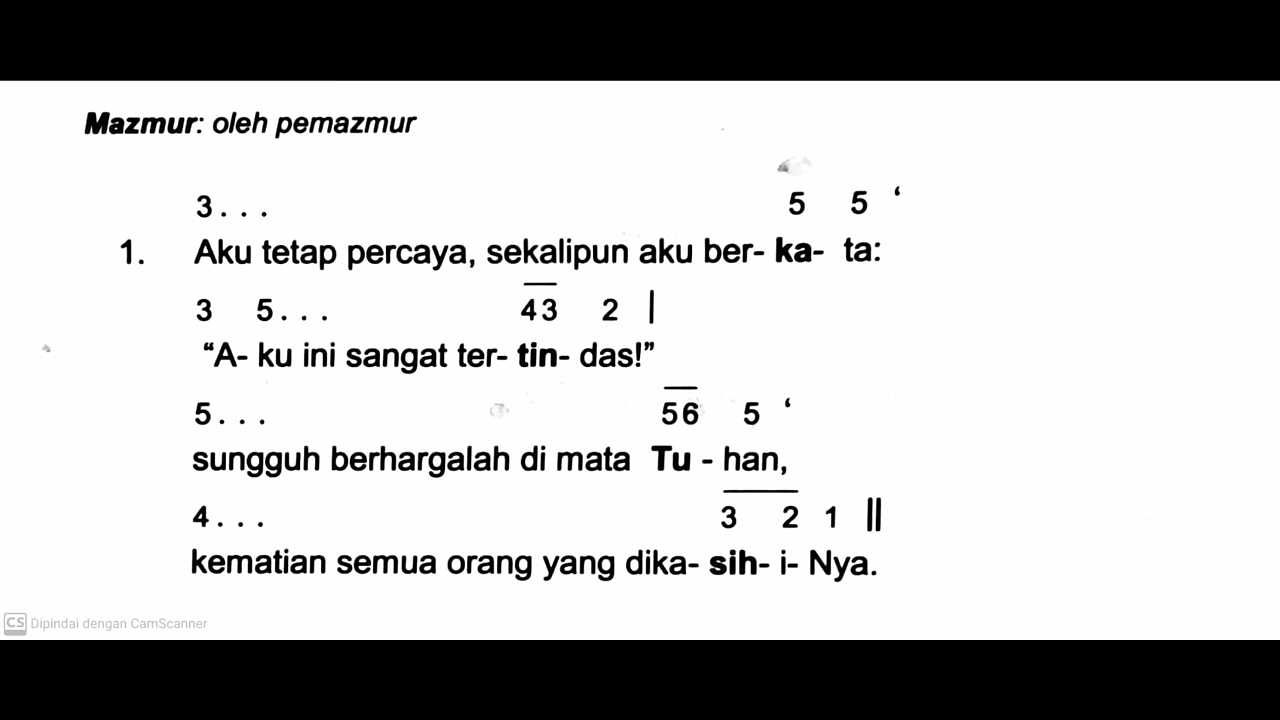 Mazmur: oleh pemazmur
3 . . . 5 5 ‘
1. Aku tetap percaya, sekalipun aku ber- ka- ta:
3 5 . . . 43 2 |
“A- ku ini sangat ter- tin- das!”
5 . . . 56 5 ‘
sungguh berhargalah di mata Tu - han,
4 . . . 3 2 1 ||
kematian semua orang yang dika- sih- i- Nya.
CS Dipindai dengan CamScanner